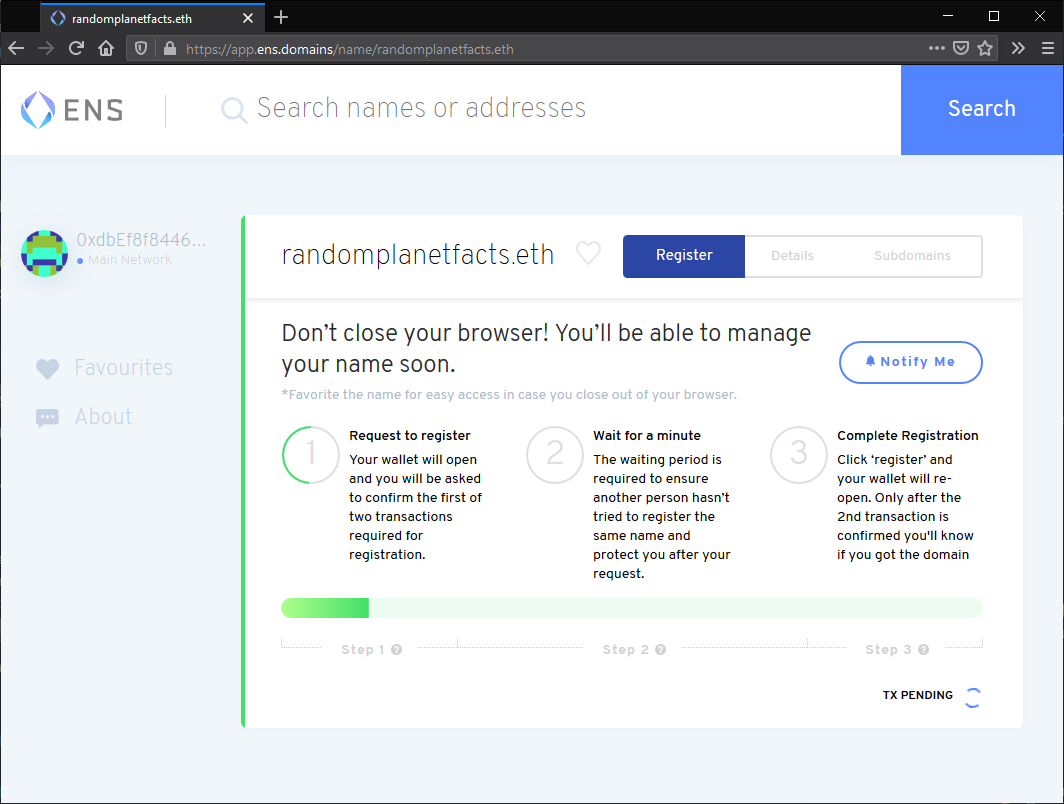 randomplanetfacts.eth
https://app.ens.domains/name/randomplanetfacts.eth
ENS
Search names or addresses
Search
0xdbEf8f8446...
Main Network
Favourites
About
randomplanetfacts.eth
Register
Details
Subdomains
Don’t close your browser! You’ll be able to manage
your name soon.
*Favorite the name for easy access in case you close out of your browser.
Notify Me
1
Request to register
Your wallet will open
and you will be asked
to confirm the first of
two transactions
required for
registration.
2
Wait for a minute
The waiting period is
required to ensure
another person hasn’t
tried to register the
same name and
protect you after your
request.
3
Complete Registration
Click ‘register’ and
your wallet will re-
open. Only after the
2nd transaction is
confirmed you'll know
if you got the domain
Step 1 ?
Step 2 ?
Step 3 ?
TX PENDING